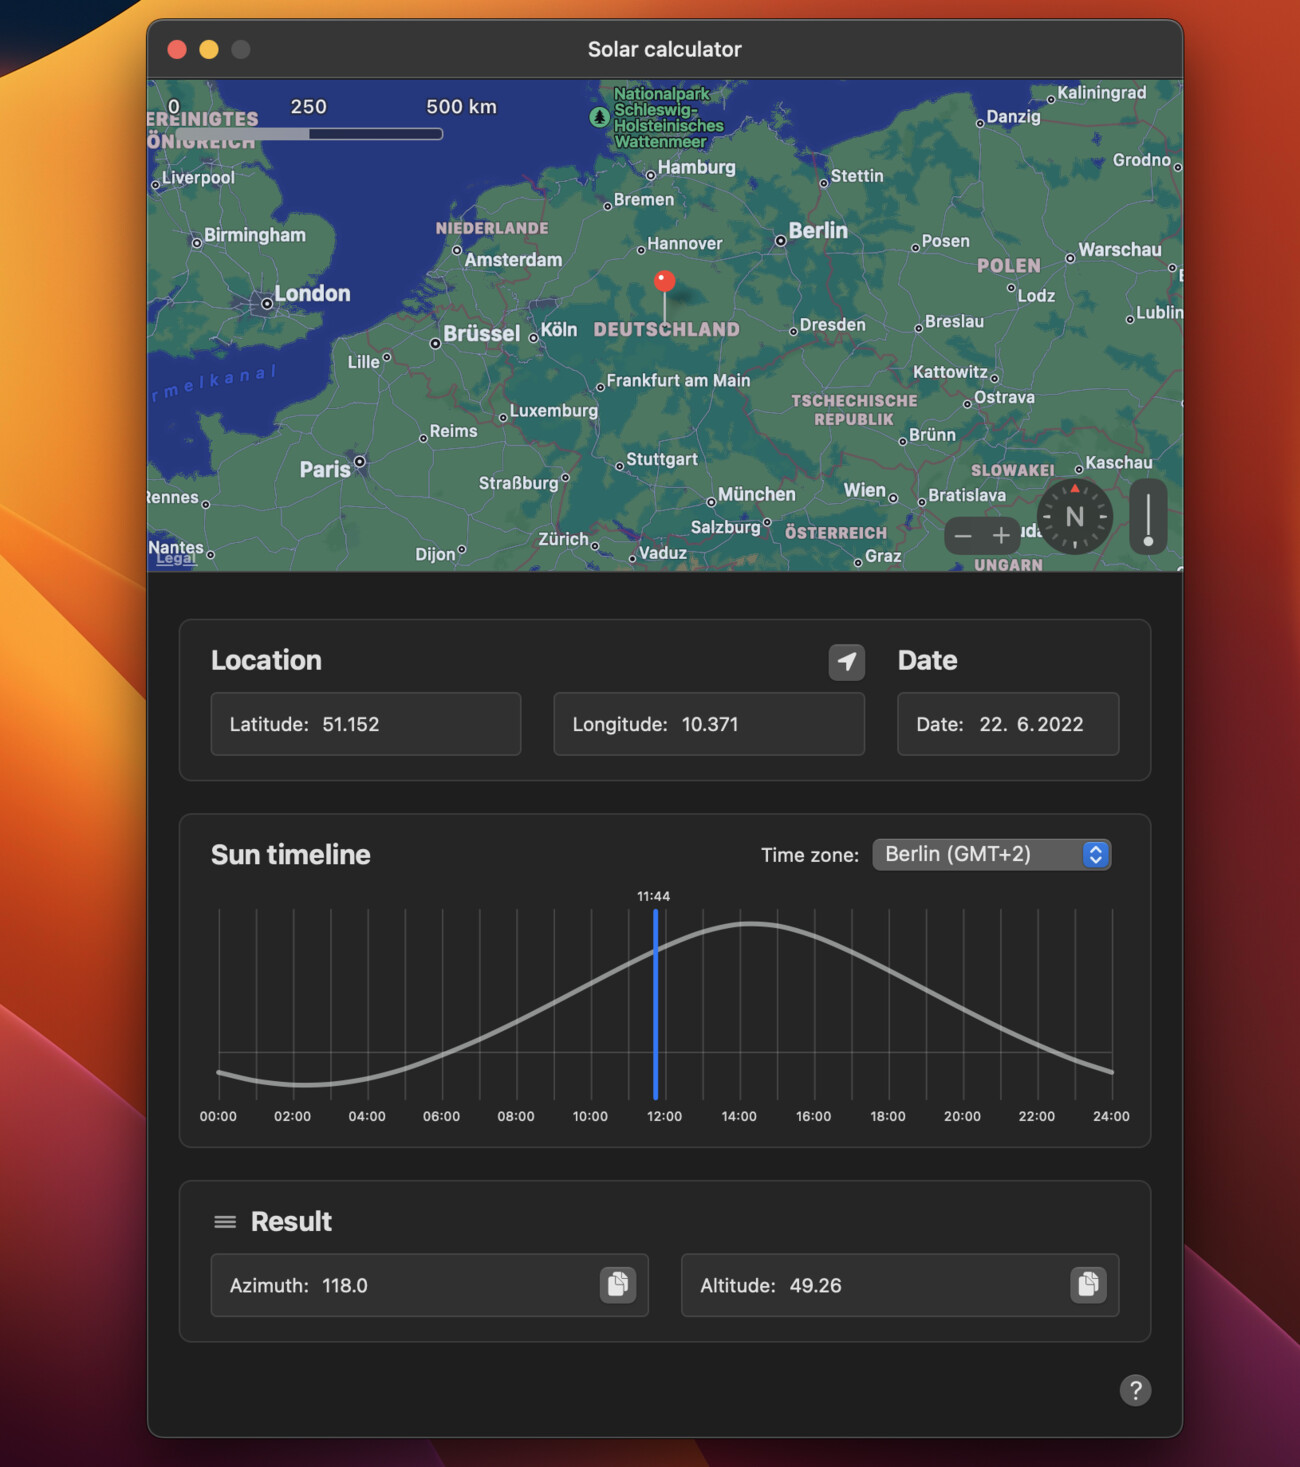 Solar calculator
0 250 500 km
EREINIGTES
ÖNIGREICH
Nationalpark
Schleswig-
Holsteinisches
Wattenmeer
Kaliningrad
Danzig
Grodno
Liverpool
Hamburg
Stettin
Bremen
Birmingham
NIEDERLANDE
Hannover
Berlin
Posen
Warschau
Amsterdam
POLEN
London
Lodz
Lublin
Brüssel
Köln
DEUTSCHLAND
Dresden
Breslau
Lille
rmelkanal
Frankfurt am Main
Kattowitz
TSCHECHISCHE
REPUBLIK
Ostrava
Luxemburg
Reims
Brünn
Paris
Stuttgart
SLOWAKEI
Kaschau
Straßburg
Rennes
München
Wien
Bratislava
N
Salzburg
ÖSTERREICH
− +
uda
Zürich
Nantes
Legal
Dijon
Vaduz
Graz
UNGARN
Location
Date
Latitude: 51.152
Longitude: 10.371
Date: 22. 6.2022
Sun timeline
Time zone: Berlin (GMT+2)
11:44
00:00 02:00 04:00 06:00 08:00 10:00 12:00 14:00 16:00 18:00 20:00 22:00 24:00
Result
Azimuth: 118.0
Altitude: 49.26
?